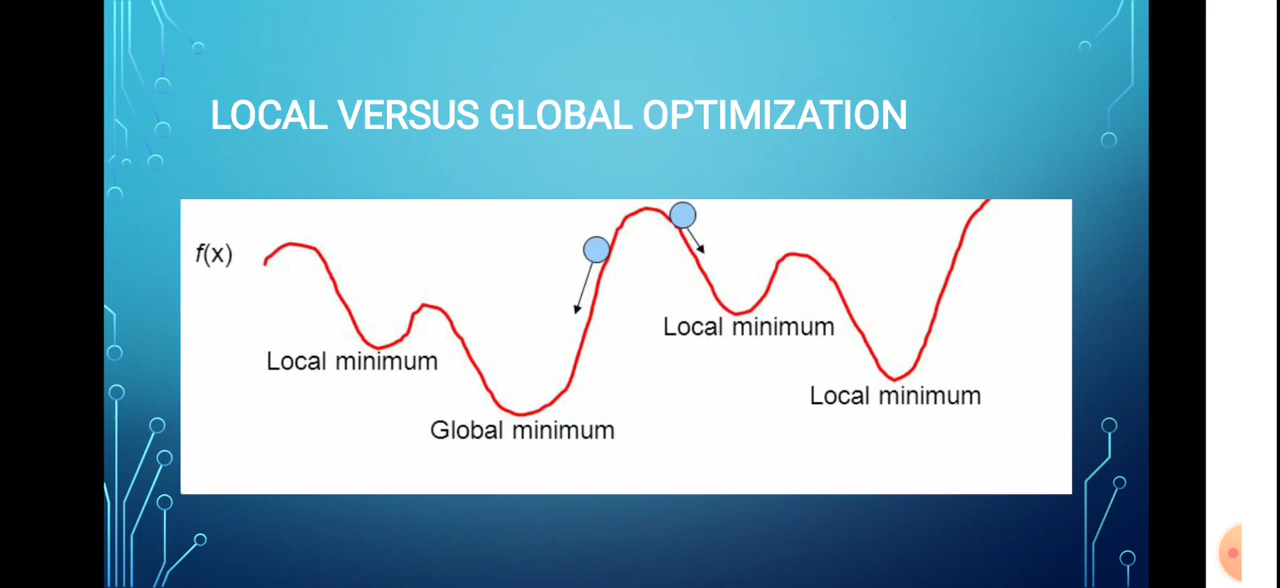 LOCAL VERSUS GLOBAL OPTIMIZATION
f(x)
Local minimum
Local minimum
Local minimum
Global minimum